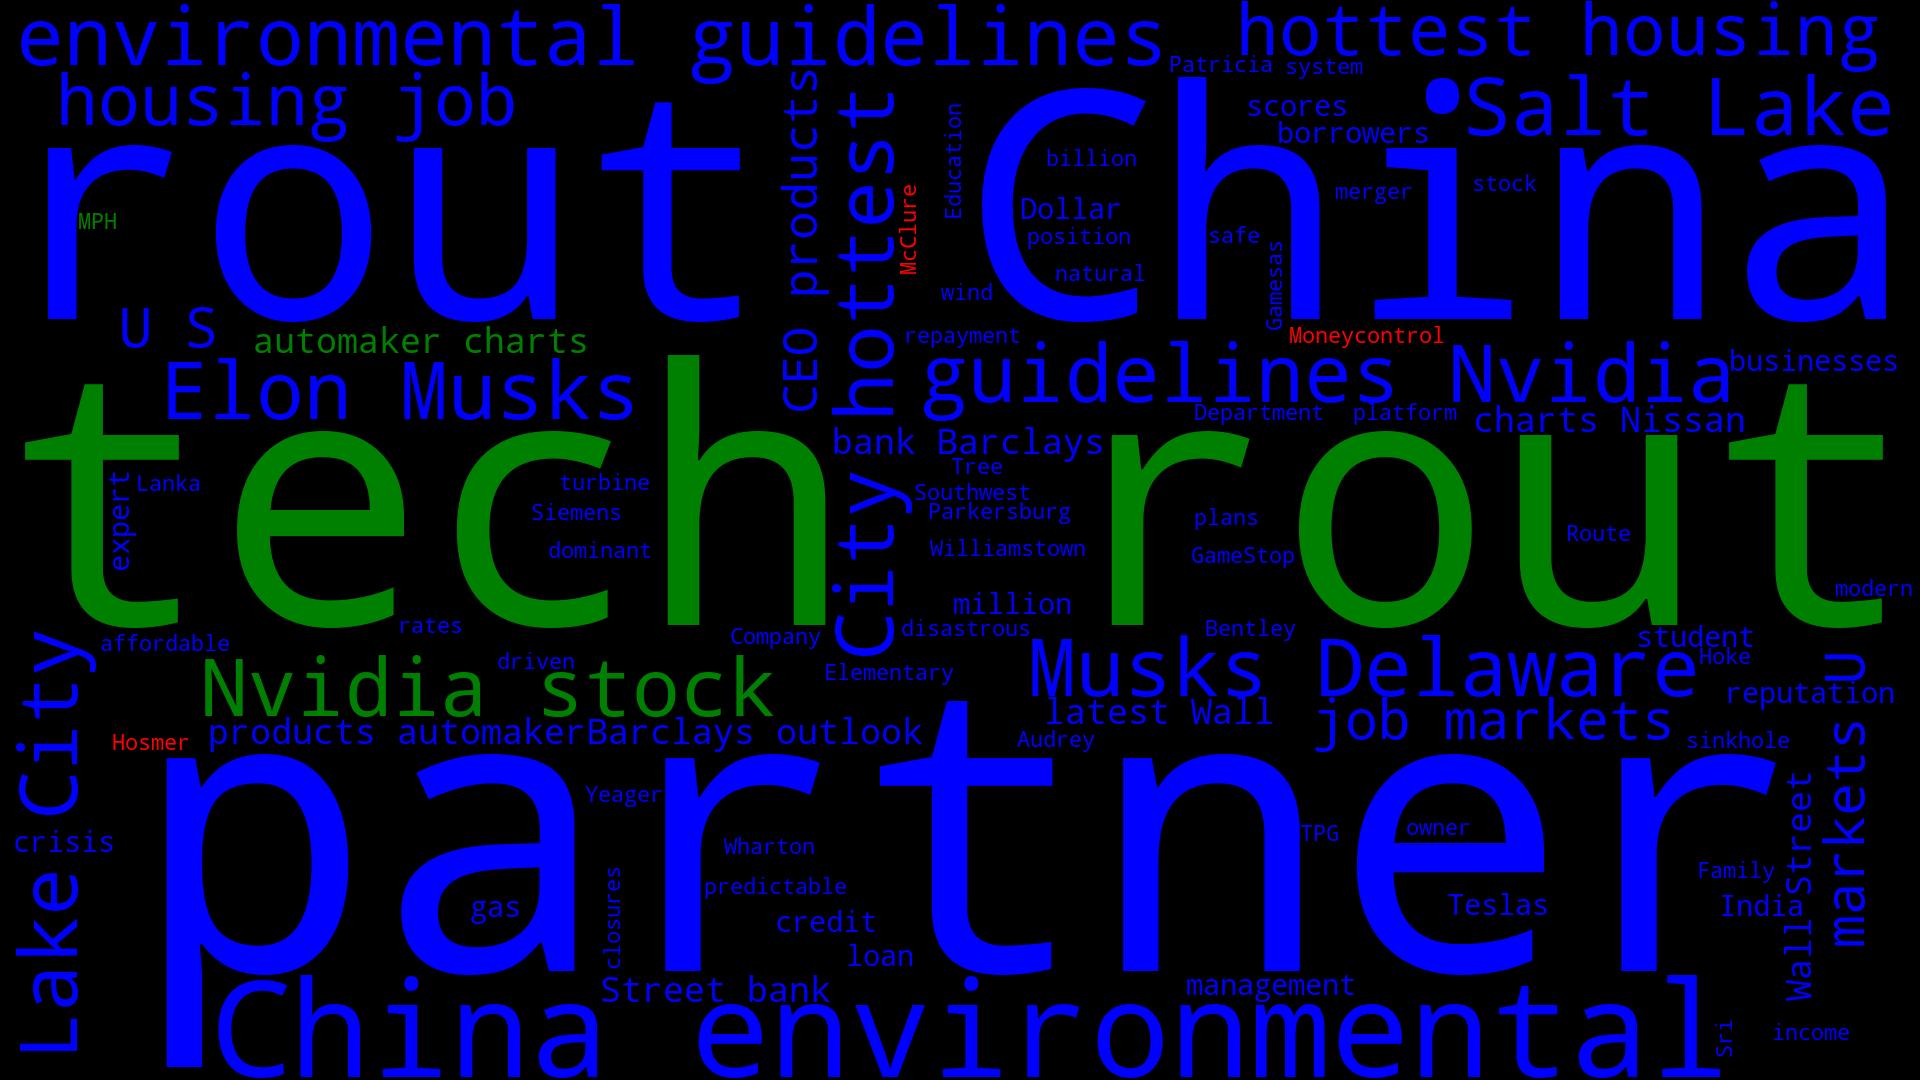 environmental guidelines
hottest housing
Patricia
system
housing job
Salt Lake
scores
borrowers
rout
China
CEO products
hottest
Education
McClure
billion
merger
stock
Dollar
position
safe
MPH
natural
Gamesas
wind
U S
automaker charts
repayment
Moneycontrol
Elon Musks
guidelines Nvidia
businesses
Department
platform
charts Nissan
bank Barclays
tech rout
Tree
Lanka
expert
turbine
Siemens
dominant
City
Southwest
Parkersburg
Williamstown
plans
GameStop
Route
modern
million
affordable
rates
Company
disastrous
Bentley
student
driven
Elementary
Musks Delaware
Hoke
Nvidia stock
reputation
latest Wall
job markets
Hosmer
products automaker
Barclays outlook
Audrey
sinkhole
Lake City
markets U
partner
Yeager
Wharton
TPG
owner
crisis
predictable
Wall Street
Family
gas
closures
credit
Teslas
India
loan
Street bank
management
China environmental
Sri
income